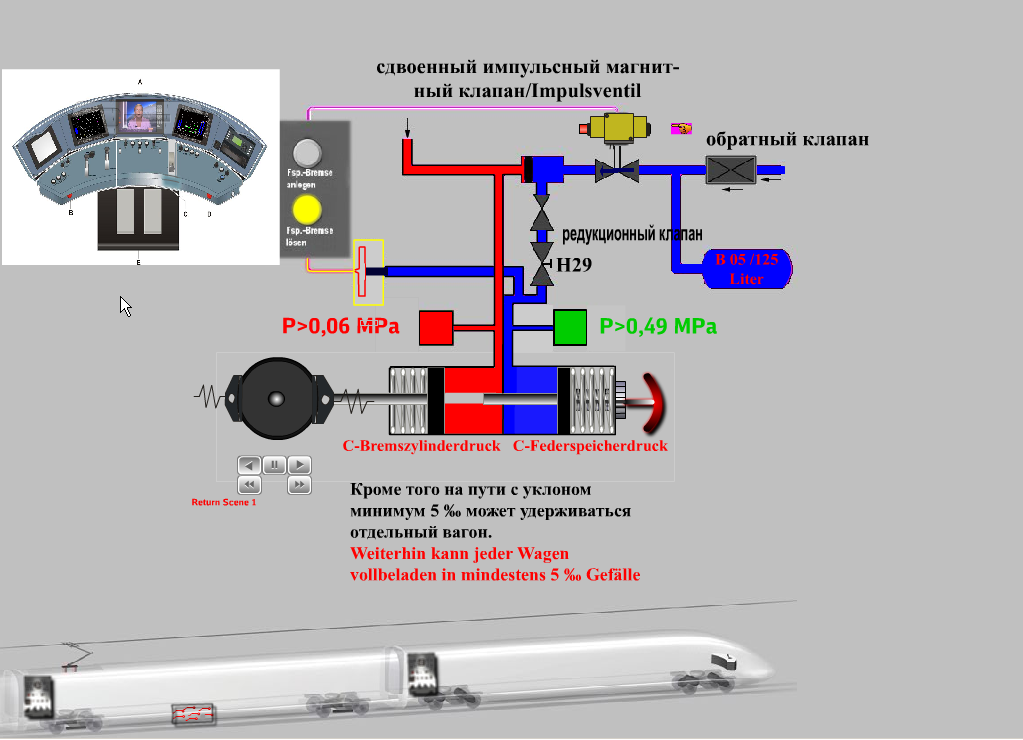 сдвоенный импульсный магнит-
ный клапан/Impulsventil
A
обратный клапан
Fsp.-Bremse
anlegen
B
C
D
Fsp.-Bremse
lösen
редукционный клапан
E
H29
B 05 /125
Liter
P>0,06 MPa
P>0,49 MPa
C-Bremszylinderdruck
C-Federspeicherdruck
Return Scene 1
Кроме того на пути с уклоном
минимум 5 ‰ может удерживаться
отдельный вагон.
Weiterhin kann jeder Wagen
vollbeladen in mindestens 5 ‰ Gefälle